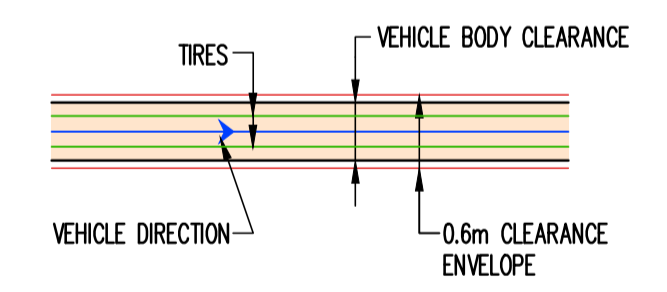 TIRES
VEHICLE BODY CLEARANCE
VEHICLE DIRECTION
0.6m CLEARANCE
ENVELOPE